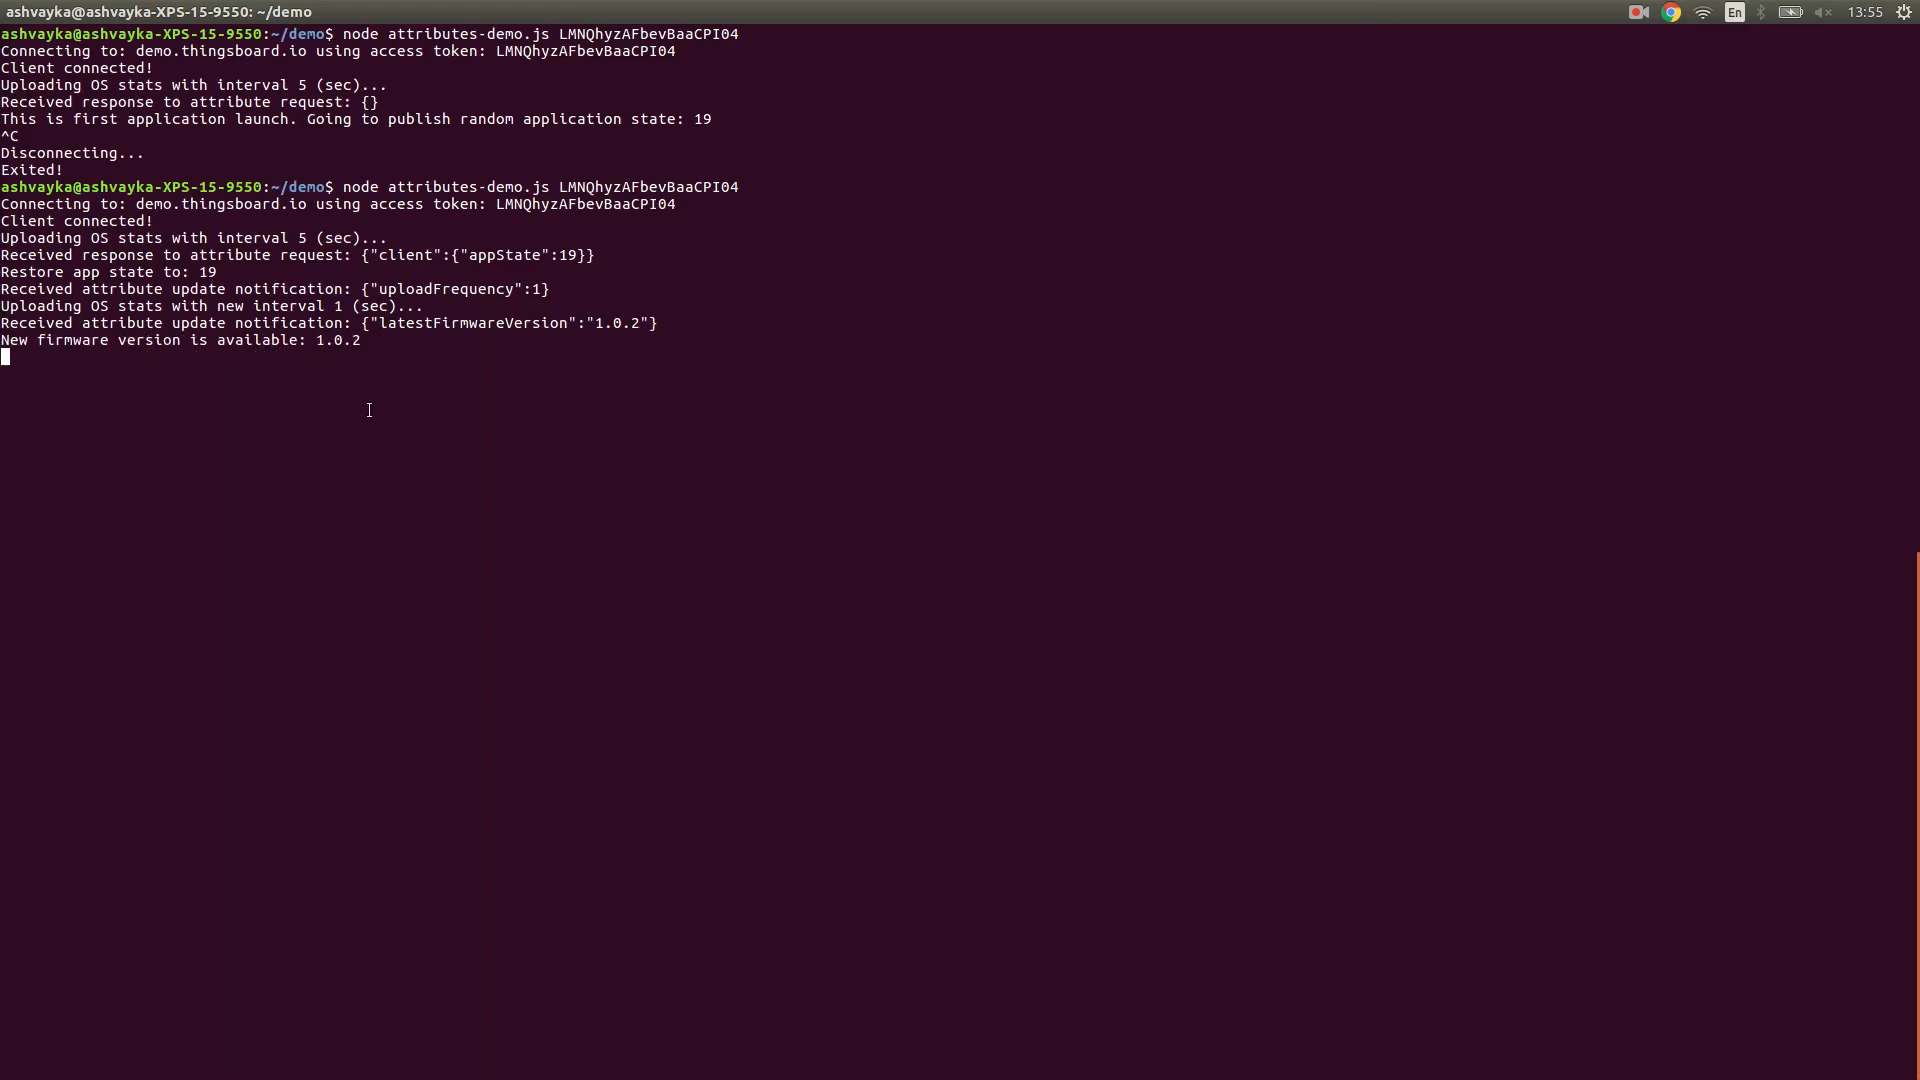 ashvayka@ashvayka-XPS-15-9550: ~/demo
En
13:55
ashvayka@ashvayka-XPS-15-9550:~/demo$ node attributes-demo.js LMNQhyzAFbevBaaCPI04
Connecting to: demo.thingsboard.io using access token: LMNQhyzAFbevBaaCPI04
Client connected!
Uploading OS stats with interval 5 (sec)...
Received response to attribute request: {}
This is first application launch. Going to publish random application state: 19
^C
Disconnecting...
Exited!
ashvayka@ashvayka-XPS-15-9550:~/demo$ node attributes-demo.js LMNQhyzAFbevBaaCPI04
Connecting to: demo.thingsboard.io using access token: LMNQhyzAFbevBaaCPI04
Client connected!
Uploading OS stats with interval 5 (sec)...
Received response to attribute request: {"client":{"appState":19}}
Restore app state to: 19
Received attribute update notification: {"uploadFrequency":1}
Uploading OS stats with new interval 1 (sec)...
Received attribute update notification: {"latestFirmwareVersion":"1.0.2"}
New firmware version is available: 1.0.2